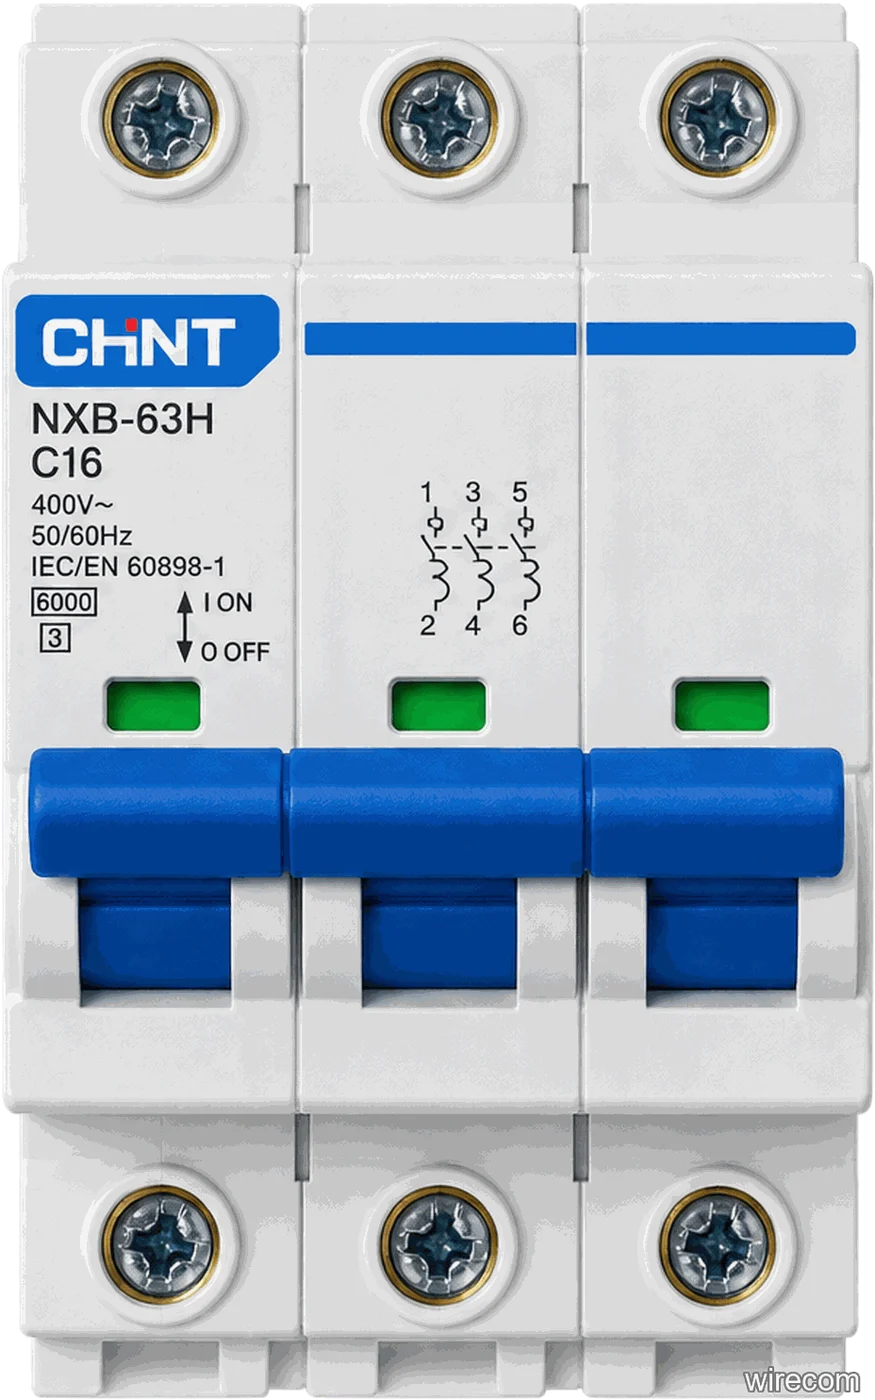 CHNT
NXB-63H
C16
400V~
50/60Hz
IEC/EN 60898-1
6000
3
I ON
O OFF
1 3 5
2 4 6
wirecom